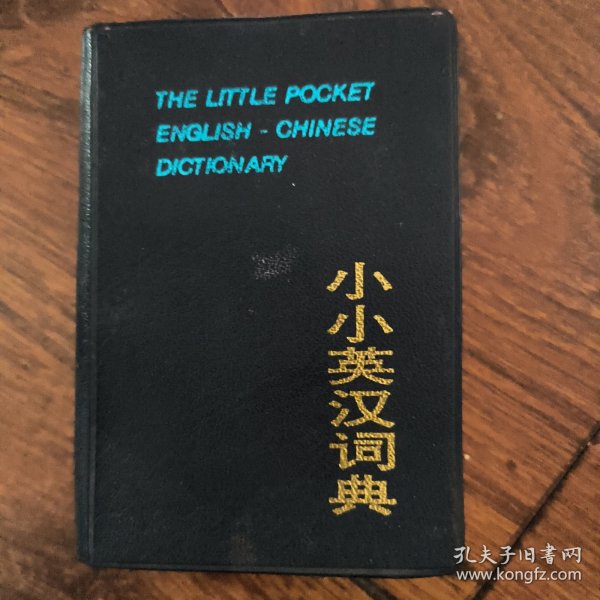 THE LITTLE POCKET
ENGLISH - CHINESE
DICTIONARY
小小英汉词典
孔夫子旧书网
www.kongfz.com